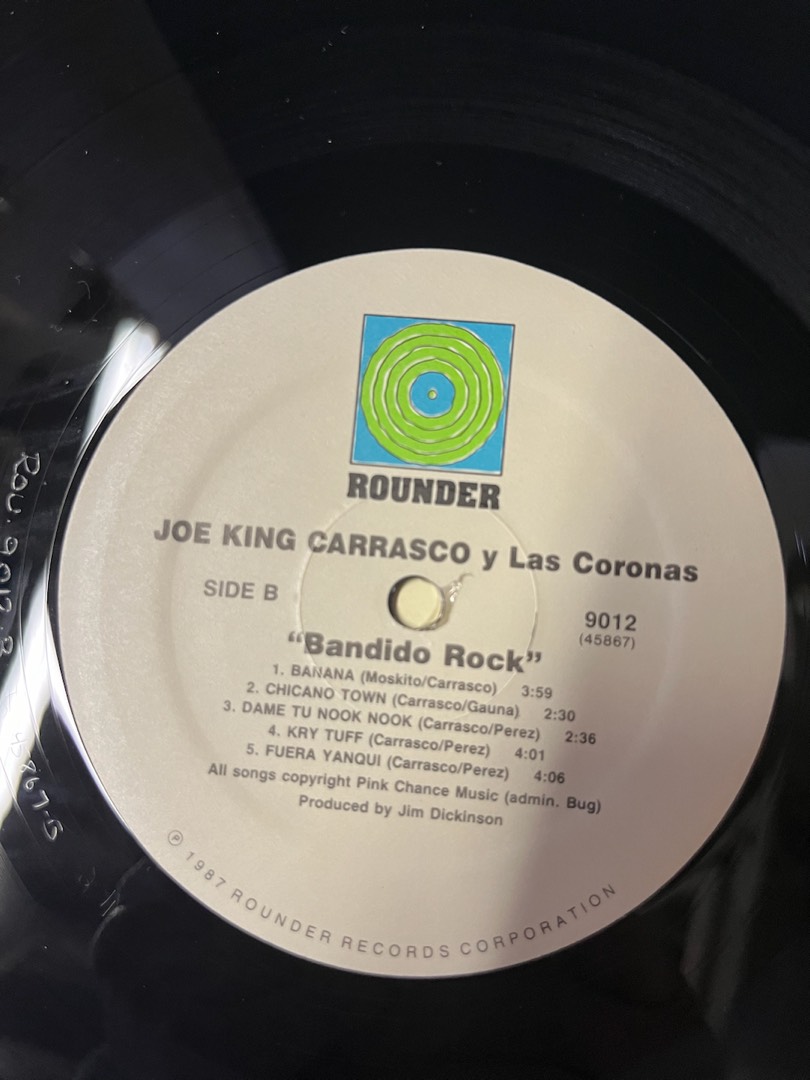 ROUNDER
JOE KING CARRASCO y Las Coronas
SIDE B
9012
(45867)
“Bandido Rock”
1. BANANA (Moskito/Carrasco) 3:59
2. CHICANO TOWN (Carrasco/Gauna) 2:30
3. DAME TU NOOK NOOK (Carrasco/Perez) 2:36
4. KRY TUFF (Carrasco/Perez) 4:01
5. FUERA YANQUI (Carrasco/Perez) 4:06
All songs copyright Pink Chance Music (admin. Bug)
Produced by Jim Dickinson
℗ 1987 ROUNDER RECORDS CORPORATION